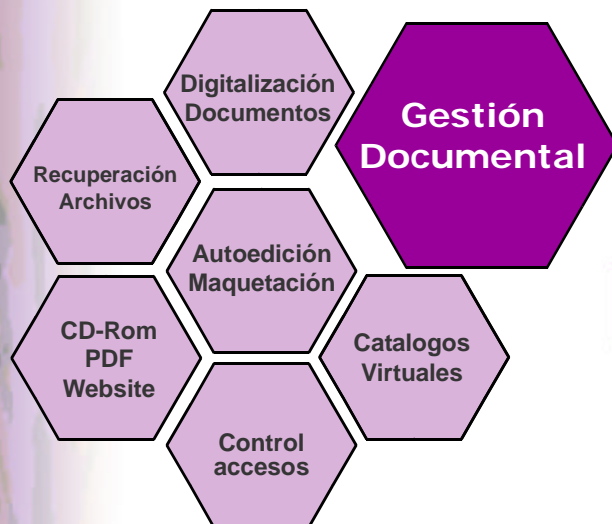 Digitalización
Documentos
Gestión
Documental
Recuperación
Archivos
Autoedición
Maquetación
CD-Rom
PDF
Website
Catalogos
Virtuales
Control
accesos